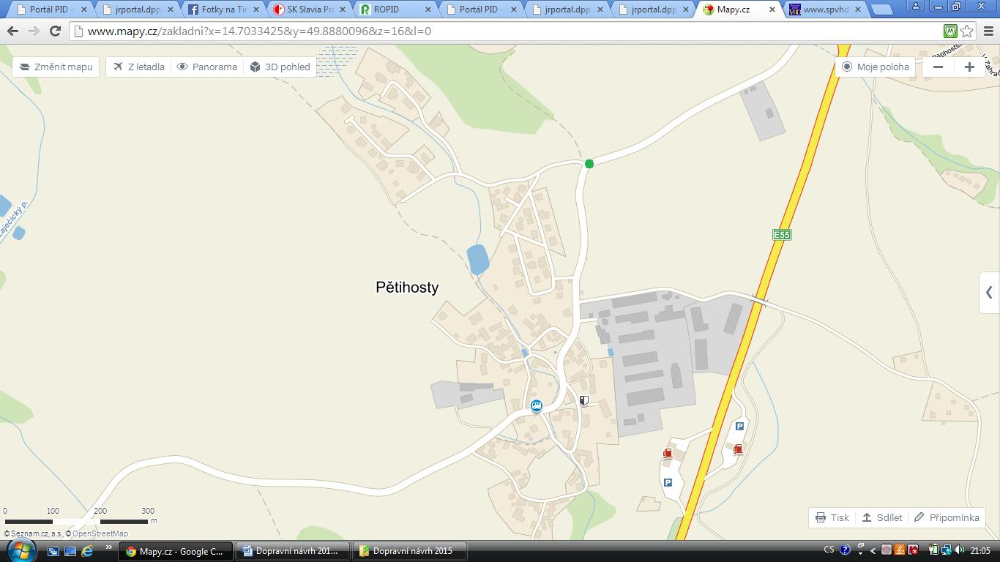 Portál PID -
jrportal.dpp
Fotky na Tir
SK Slavia Pra
ROPID
Portál PID -
jrportal.dpp
jrportal.dpp
Mapy.cz
www.spvhd
www.mapy.cz/zakladni?x=14.7033425&y=49.8880096&z=16&l=0
Změnit mapu
Z letadla
Panorama
3D pohled
Moje poloha
E55
Pětihosty
P
P
0 100 200 300
m
© Seznam.cz, a.s., © OpenStreetMap
Tisk
Sdílet
Připomínka
Mapy.cz - Google C...
Dopravní návrh 201...
Dopravní návrh 2015
CS
21:05